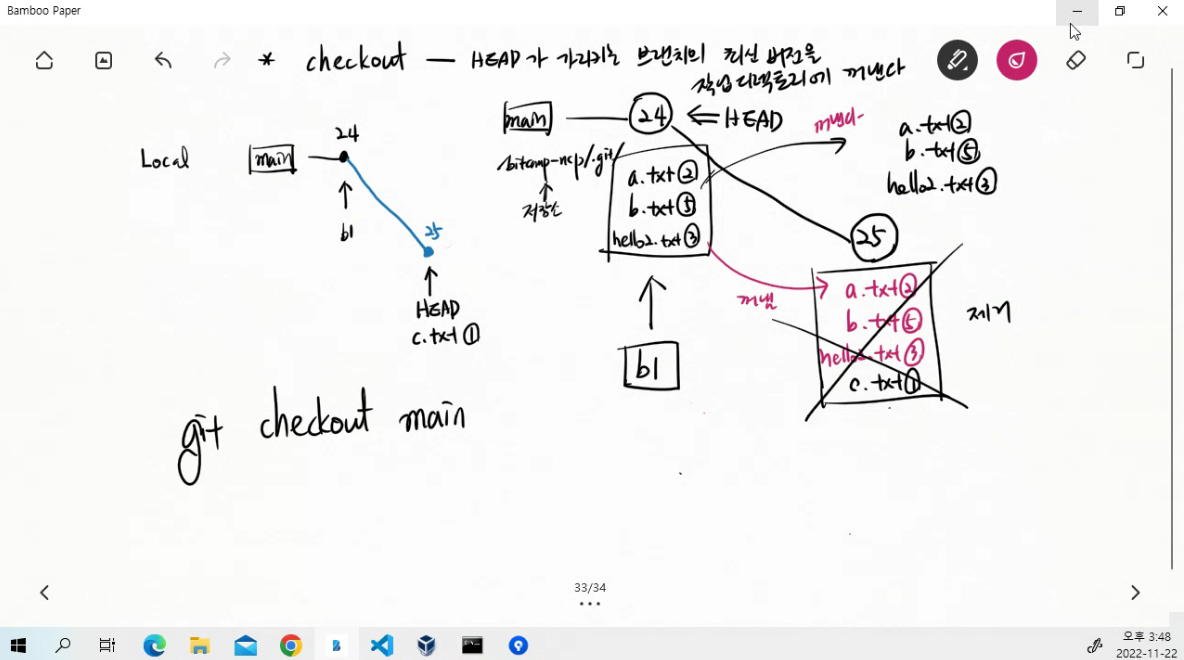 Bamboo Paper
* checkout — HEAD가 가리키는 브랜치의 최신 버전을
작업 디렉토리에 꺼낸다
Local
main
24
b1
25
HEAD
c.txt ①
git checkout main
main
24
⇐ HEAD
bitcamp-ncp/.git/
저장소
a.txt ②
b.txt ⑤
hello2.txt ③
b1
꺼낸다
a.txt ②
b.txt ⑤
hello2.txt ③
25
꺼냄
a.txt ②
b.txt ⑤
hello2.txt ③
c.txt ①
제거
33/34
오후 3:48
2022-11-22